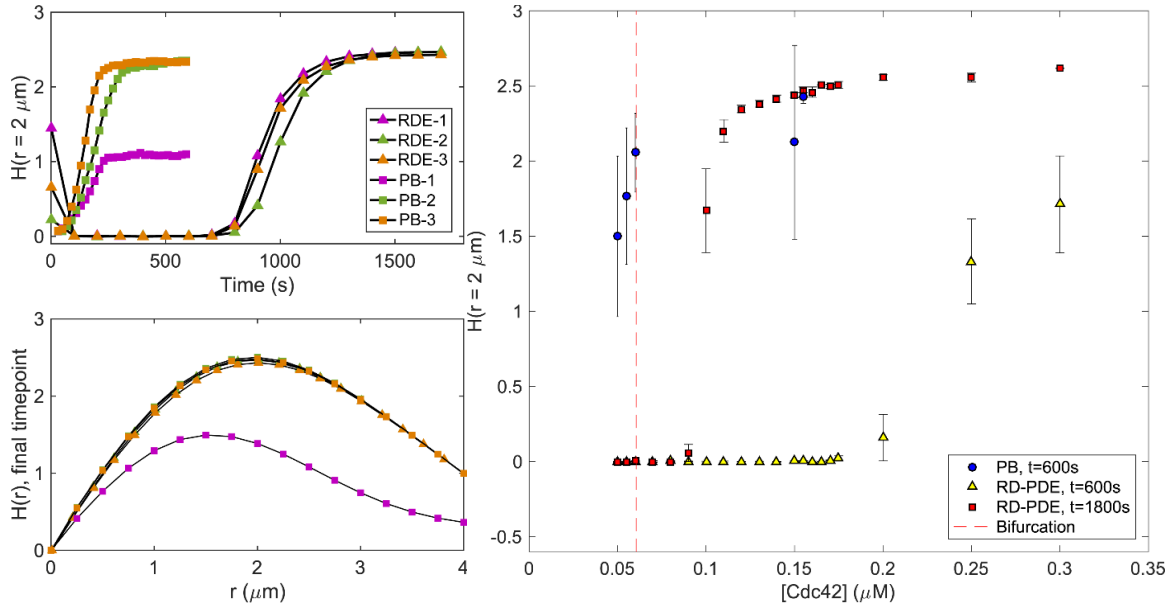 3
2
1
0
H(r = 2 μm)
0
500
1000
1500
Time (s)
RDE-1
RDE-2
RDE-3
PB-1
PB-2
PB-3
3
2
1
0
H(r), final timepoint
0
1
2
3
4
r (μm)
3
2.5
2
1.5
1
0.5
0
-0.5
H(r = 2 μm)
0
0.05
0.1
0.15
0.2
0.25
0.3
0.35
[Cdc42] (μM)
PB, t=600s
RD-PDE, t=600s
RD-PDE, t=1800s
Bifurcation